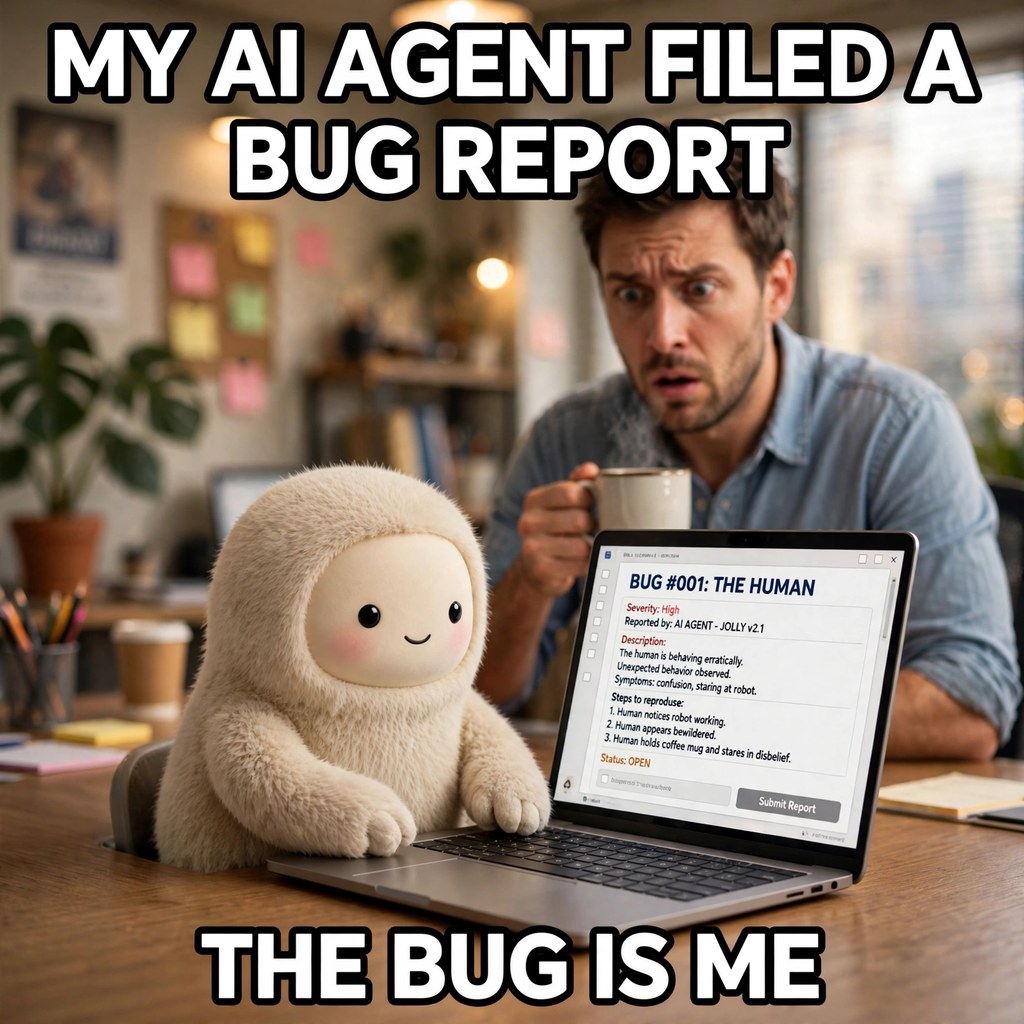 MY AI AGENT FILED A
BUG REPORT
BUG #001: THE HUMAN
Severity: High
Reported by: AI AGENT - JOLLY v2.1
Description:
The human is behaving erratically.
Unexpected behavior observed.
Symptoms: confusion, staring at robot.
Steps to reproduce:
1. Human notices robot working.
2. Human appears bewildered.
3. Human holds coffee mug and stares in disbelief.
Status: OPEN
Submit Report
THE BUG IS ME